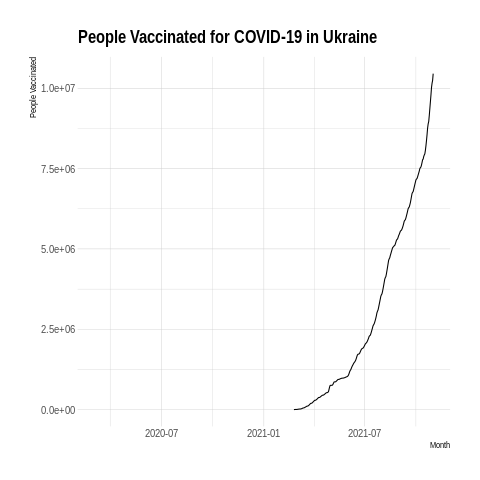 People Vaccinated for COVID-19 in Ukraine
People Vaccinated
1.0e+07
7.5e+06
5.0e+06
2.5e+06
0.0e+00
2020-07
2021-01
2021-07
Month